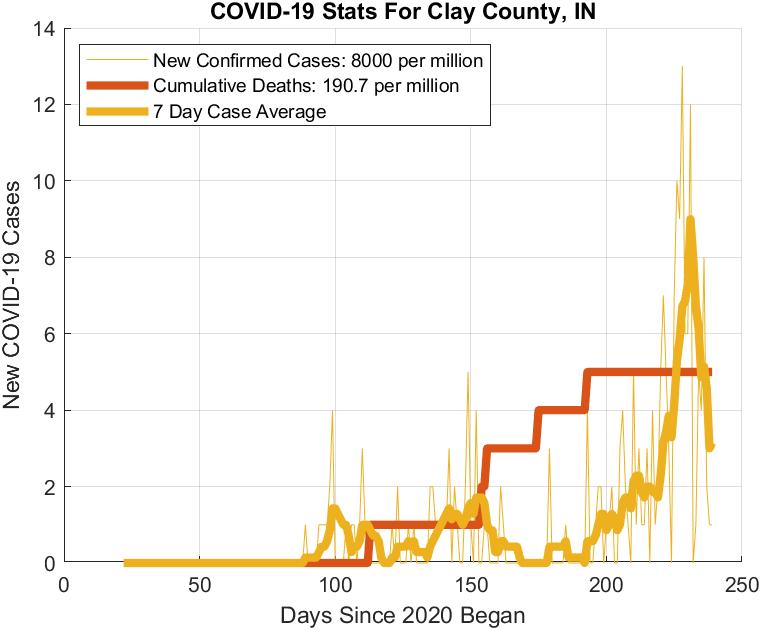 COVID-19 Stats For Clay County, IN
New Confirmed Cases: 8000 per million
Cumulative Deaths: 190.7 per million
7 Day Case Average
New COVID-19 Cases
14
12
10
8
6
4
2
0
0 50 100 150 200 250
Days Since 2020 Began